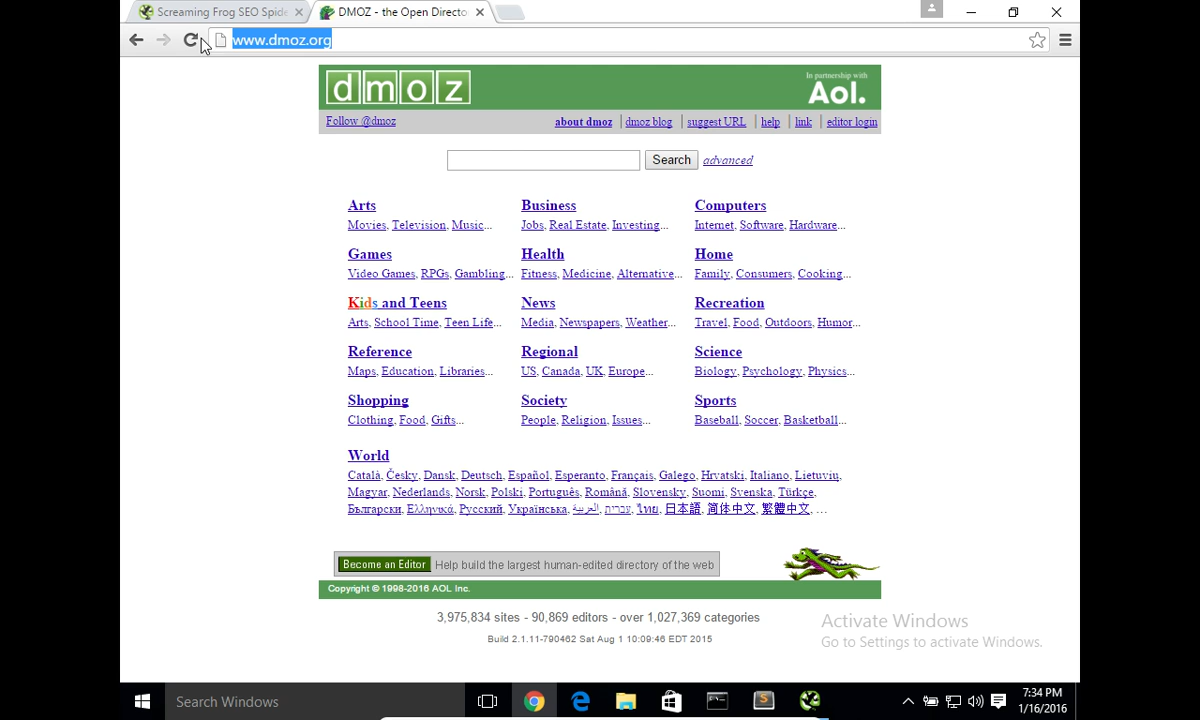 Screaming Frog SEO Spide
DMOZ - the Open Directo
www.dmoz.org
dmoz
In partnership with
Aol.
Follow @dmoz
about dmoz | dmoz blog | suggest URL | help | link | editor login
Search advanced
Arts Business Computers
Movies, Television, Music... Jobs, Real Estate, Investing... Internet, Software, Hardware...
Games Health Home
Video Games, RPGs, Gambling... Fitness, Medicine, Alternative... Family, Consumers, Cooking...
Kids and Teens News Recreation
Arts, School Time, Teen Life... Media, Newspapers, Weather... Travel, Food, Outdoors, Humor...
Reference Regional Science
Maps, Education, Libraries... US, Canada, UK, Europe... Biology, Psychology, Physics...
Shopping Society Sports
Clothing, Food, Gifts... People, Religion, Issues... Baseball, Soccer, Basketball...
World
Català, Česky, Dansk, Deutsch, Español, Esperanto, Français, Galego, Hrvatski, Italiano, Lietuvių,
Magyar, Nederlands, Norsk, Polski, Português, Română, Slovensky, Suomi, Svenska, Türkçe,
Български, Ελληνικά, Русский, Українська, العربية, עברית, ไทย, 日本語, 简体中文, 繁體中文, ...
Become an Editor Help build the largest human-edited directory of the web
Copyright © 1998-2016 AOL Inc.
3,975,834 sites - 90,869 editors - over 1,027,369 categories
Build 2.1.11-790462 Sat Aug 1 10:09:46 EDT 2015
Activate Windows
Go to Settings to activate Windows.
Search Windows
7:34 PM
1/16/2016